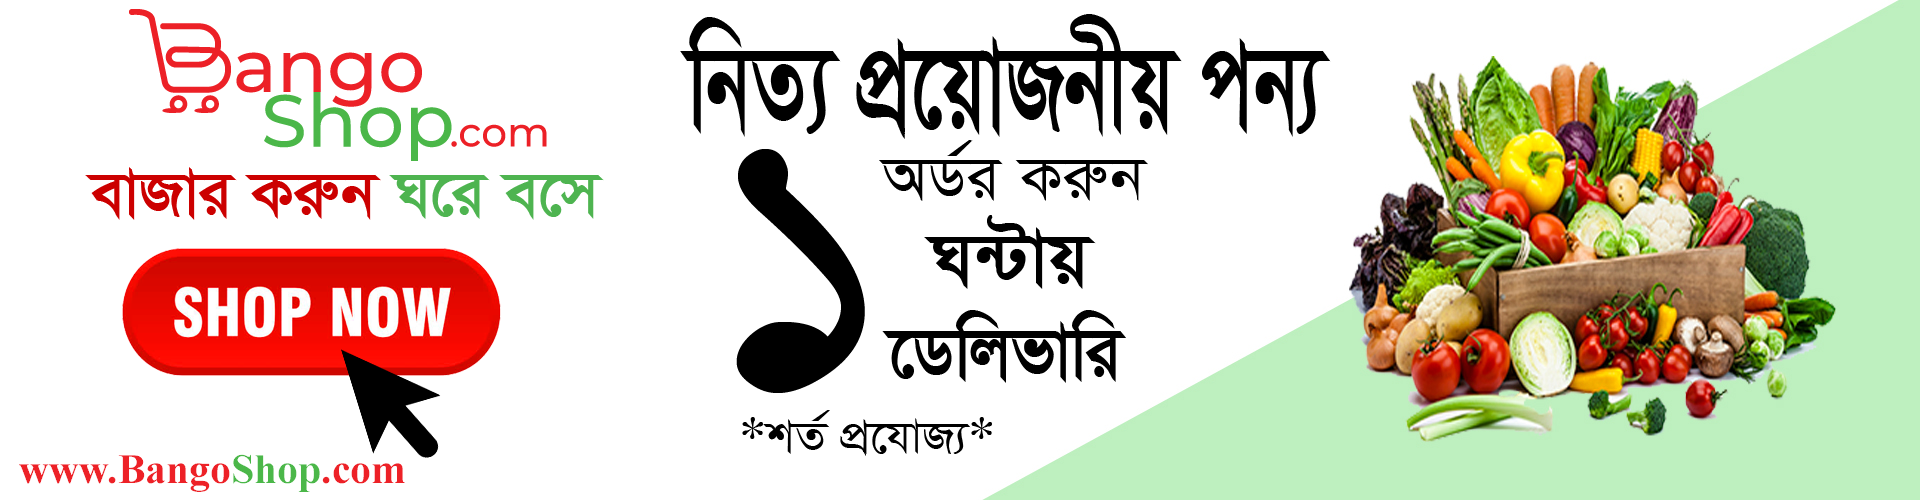 Bango
Shop.com
বাজার করুন ঘরে বসে
SHOP NOW
www.BangoShop.com
নিত্য প্রয়োজনীয় পন্য
১
অর্ডর করুন
ঘন্টায়
ডেলিভারি
*শর্ত প্রযোজ্য*